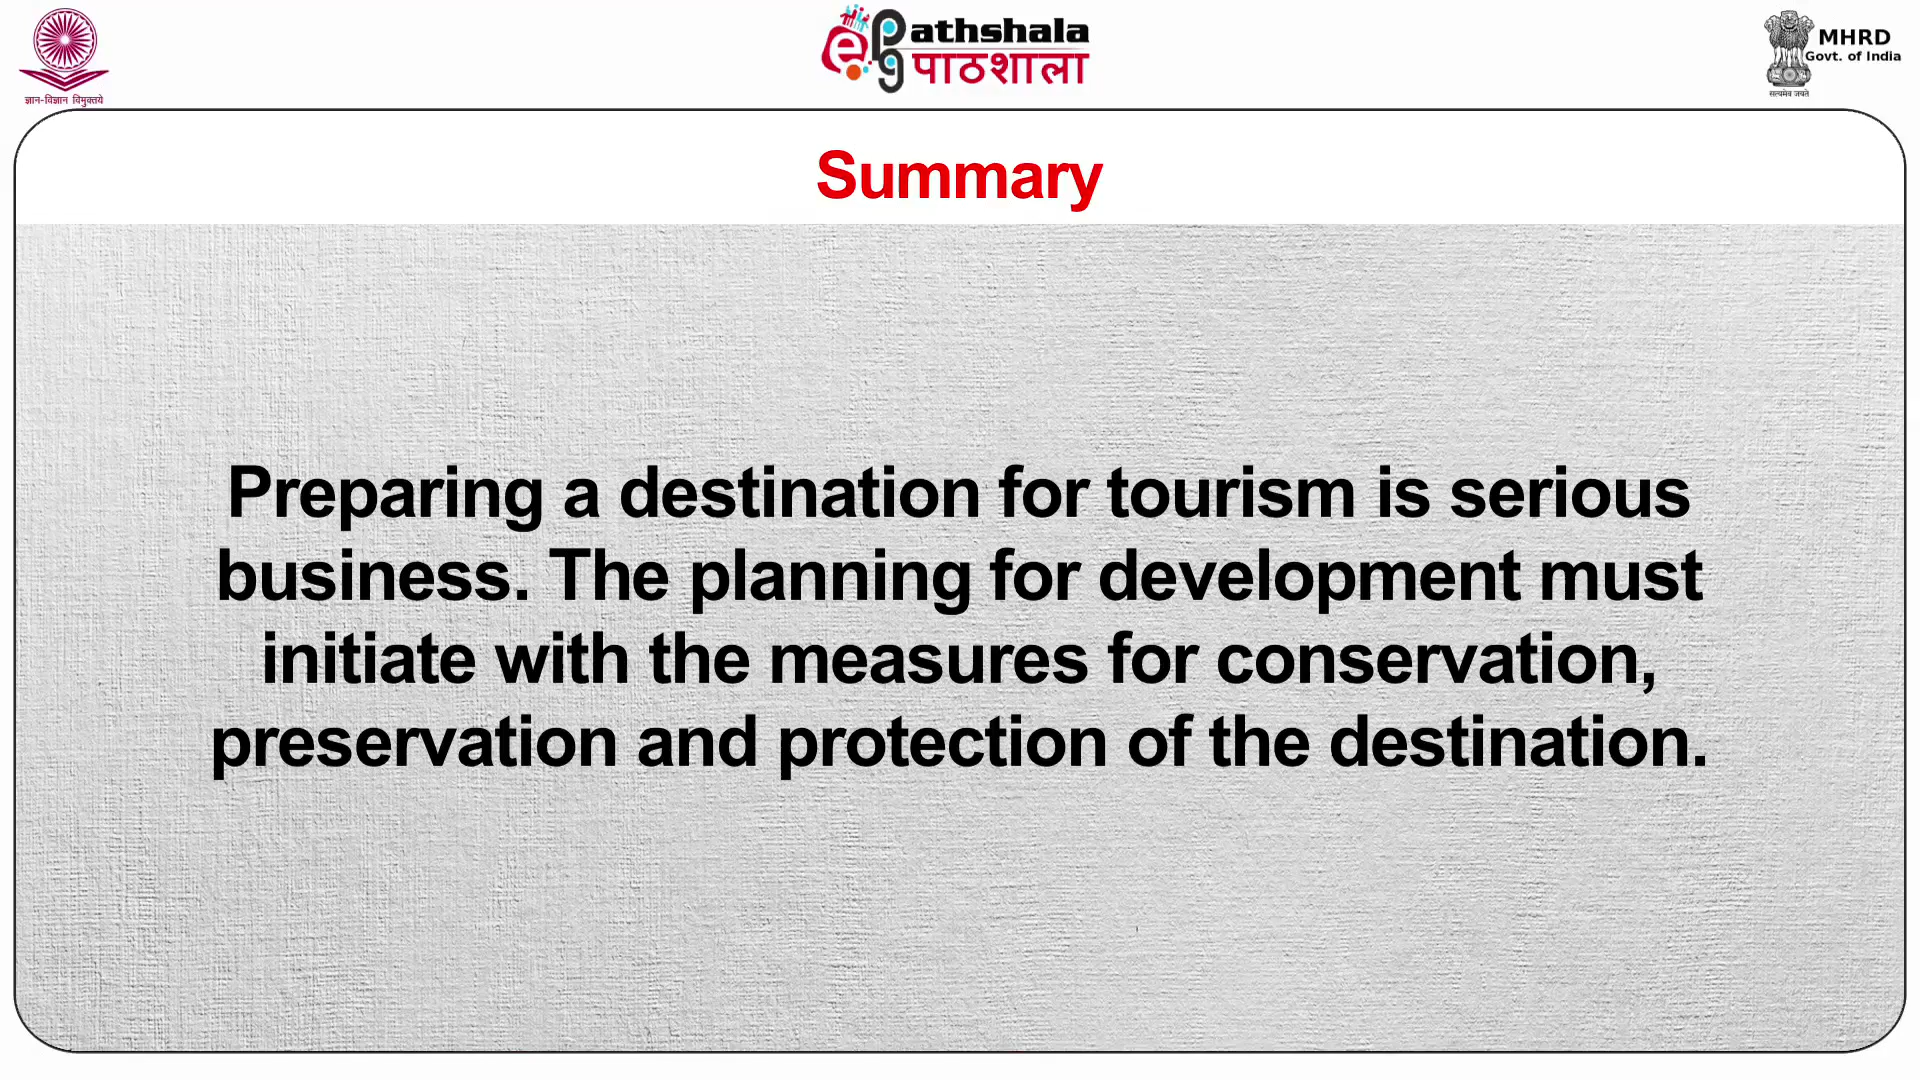 ज्ञान-विज्ञान विमुक्तये
ePathshala
पाठशाला
MHRD
Govt. of India
सत्यमेव जयते
Summary
Preparing a destination for tourism is serious
business. The planning for development must
initiate with the measures for conservation,
preservation and protection of the destination.